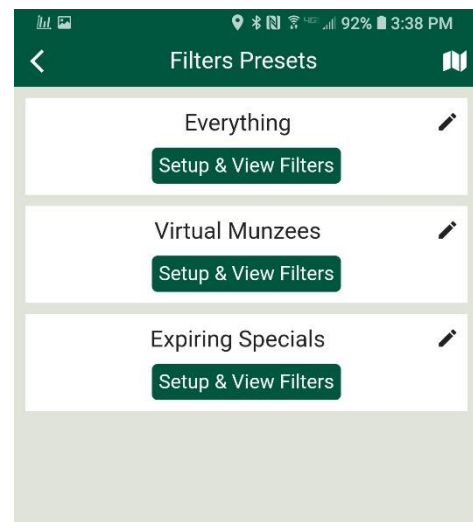 92% 3:38 PM
Filters Presets
Everything
Setup & View Filters
Virtual Munzees
Setup & View Filters
Expiring Specials
Setup & View Filters